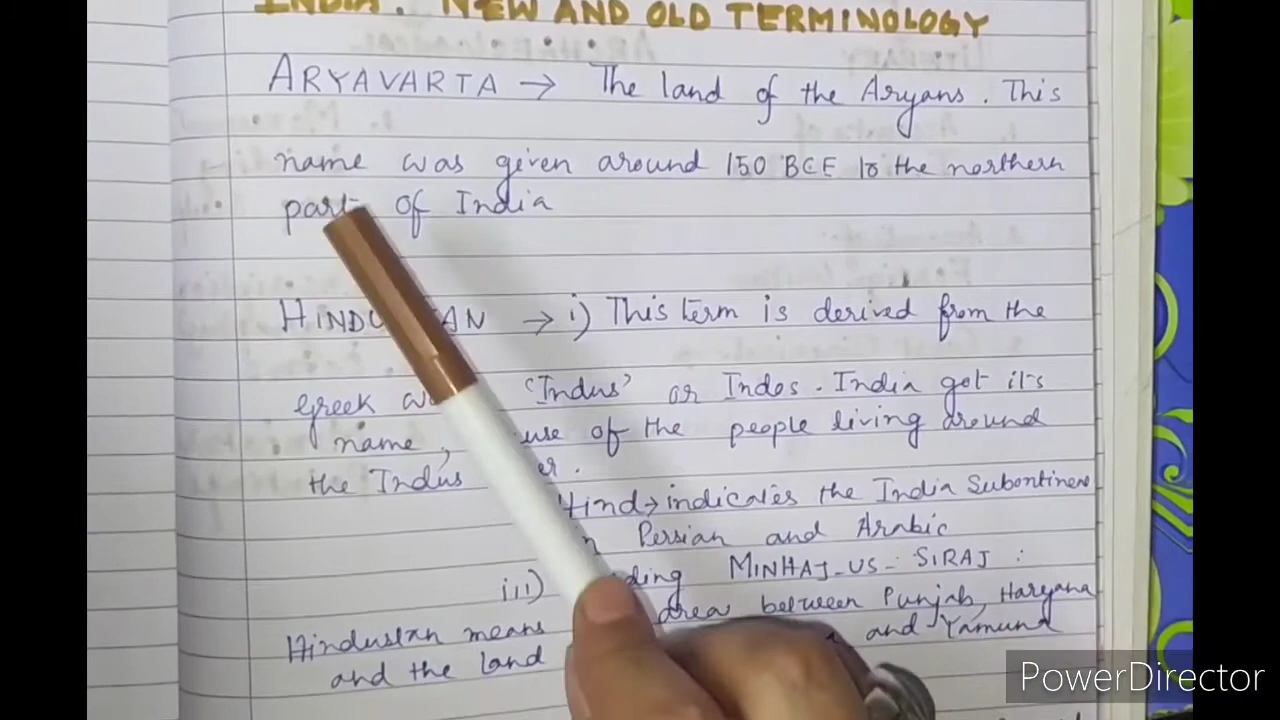 INDIA. NEW AND OLD TERMINOLOGY
ARYAVARTA → The land of the Aryans. This
name was given around 150 BCE to the northern
part of India
→ i) This term is derived from the
Greek 'Indus' or Indos. India got it's
name, of the people living around
the Indus
Hind → indicates the India Subontinent
Persian and Arabic
iii) MINHAJ-US-SIRAJ:
area between Punjab, Haryana
Hindustan means and Yamuna
and the land
PowerDirector